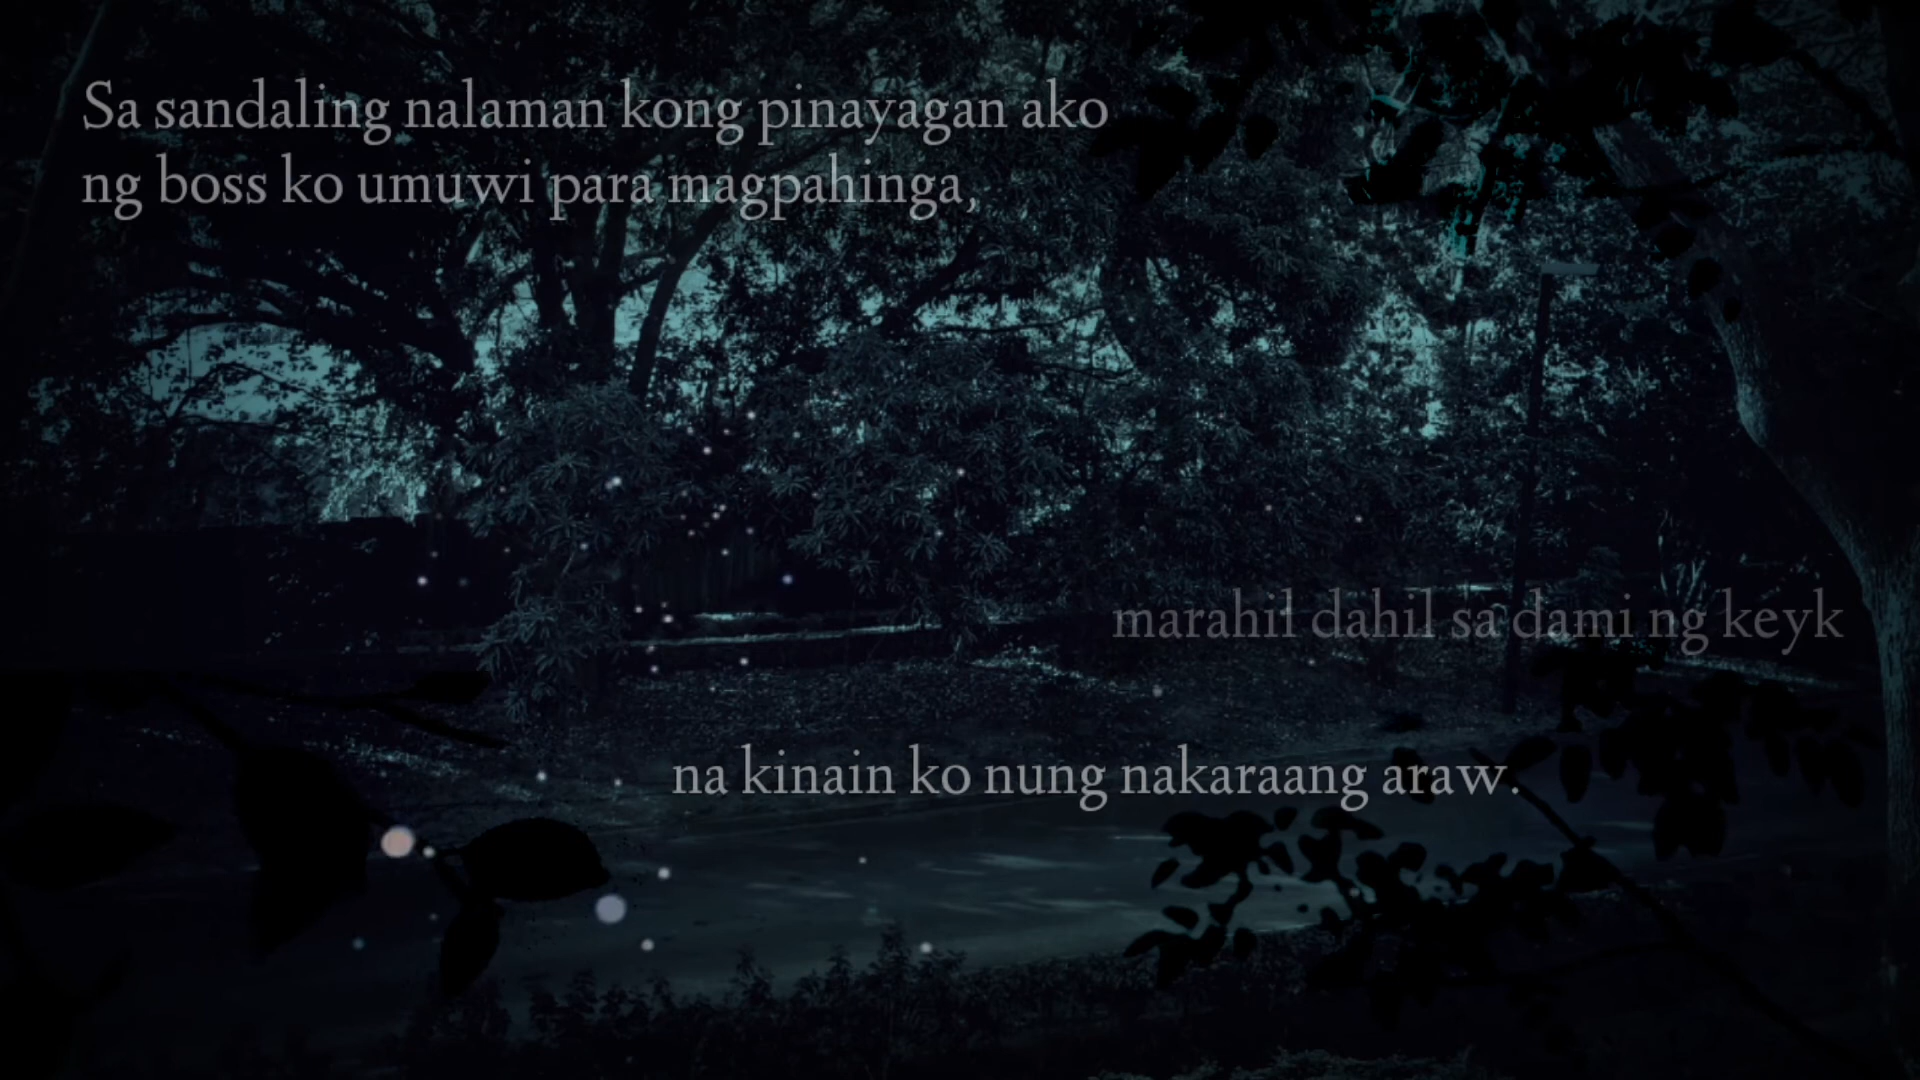 Sa sandaling nalaman kong pinayagan ako
ng boss ko umuwi para magpahinga,
marahil dahil sa dami ng keyk
na kinain ko nung nakaraang araw.